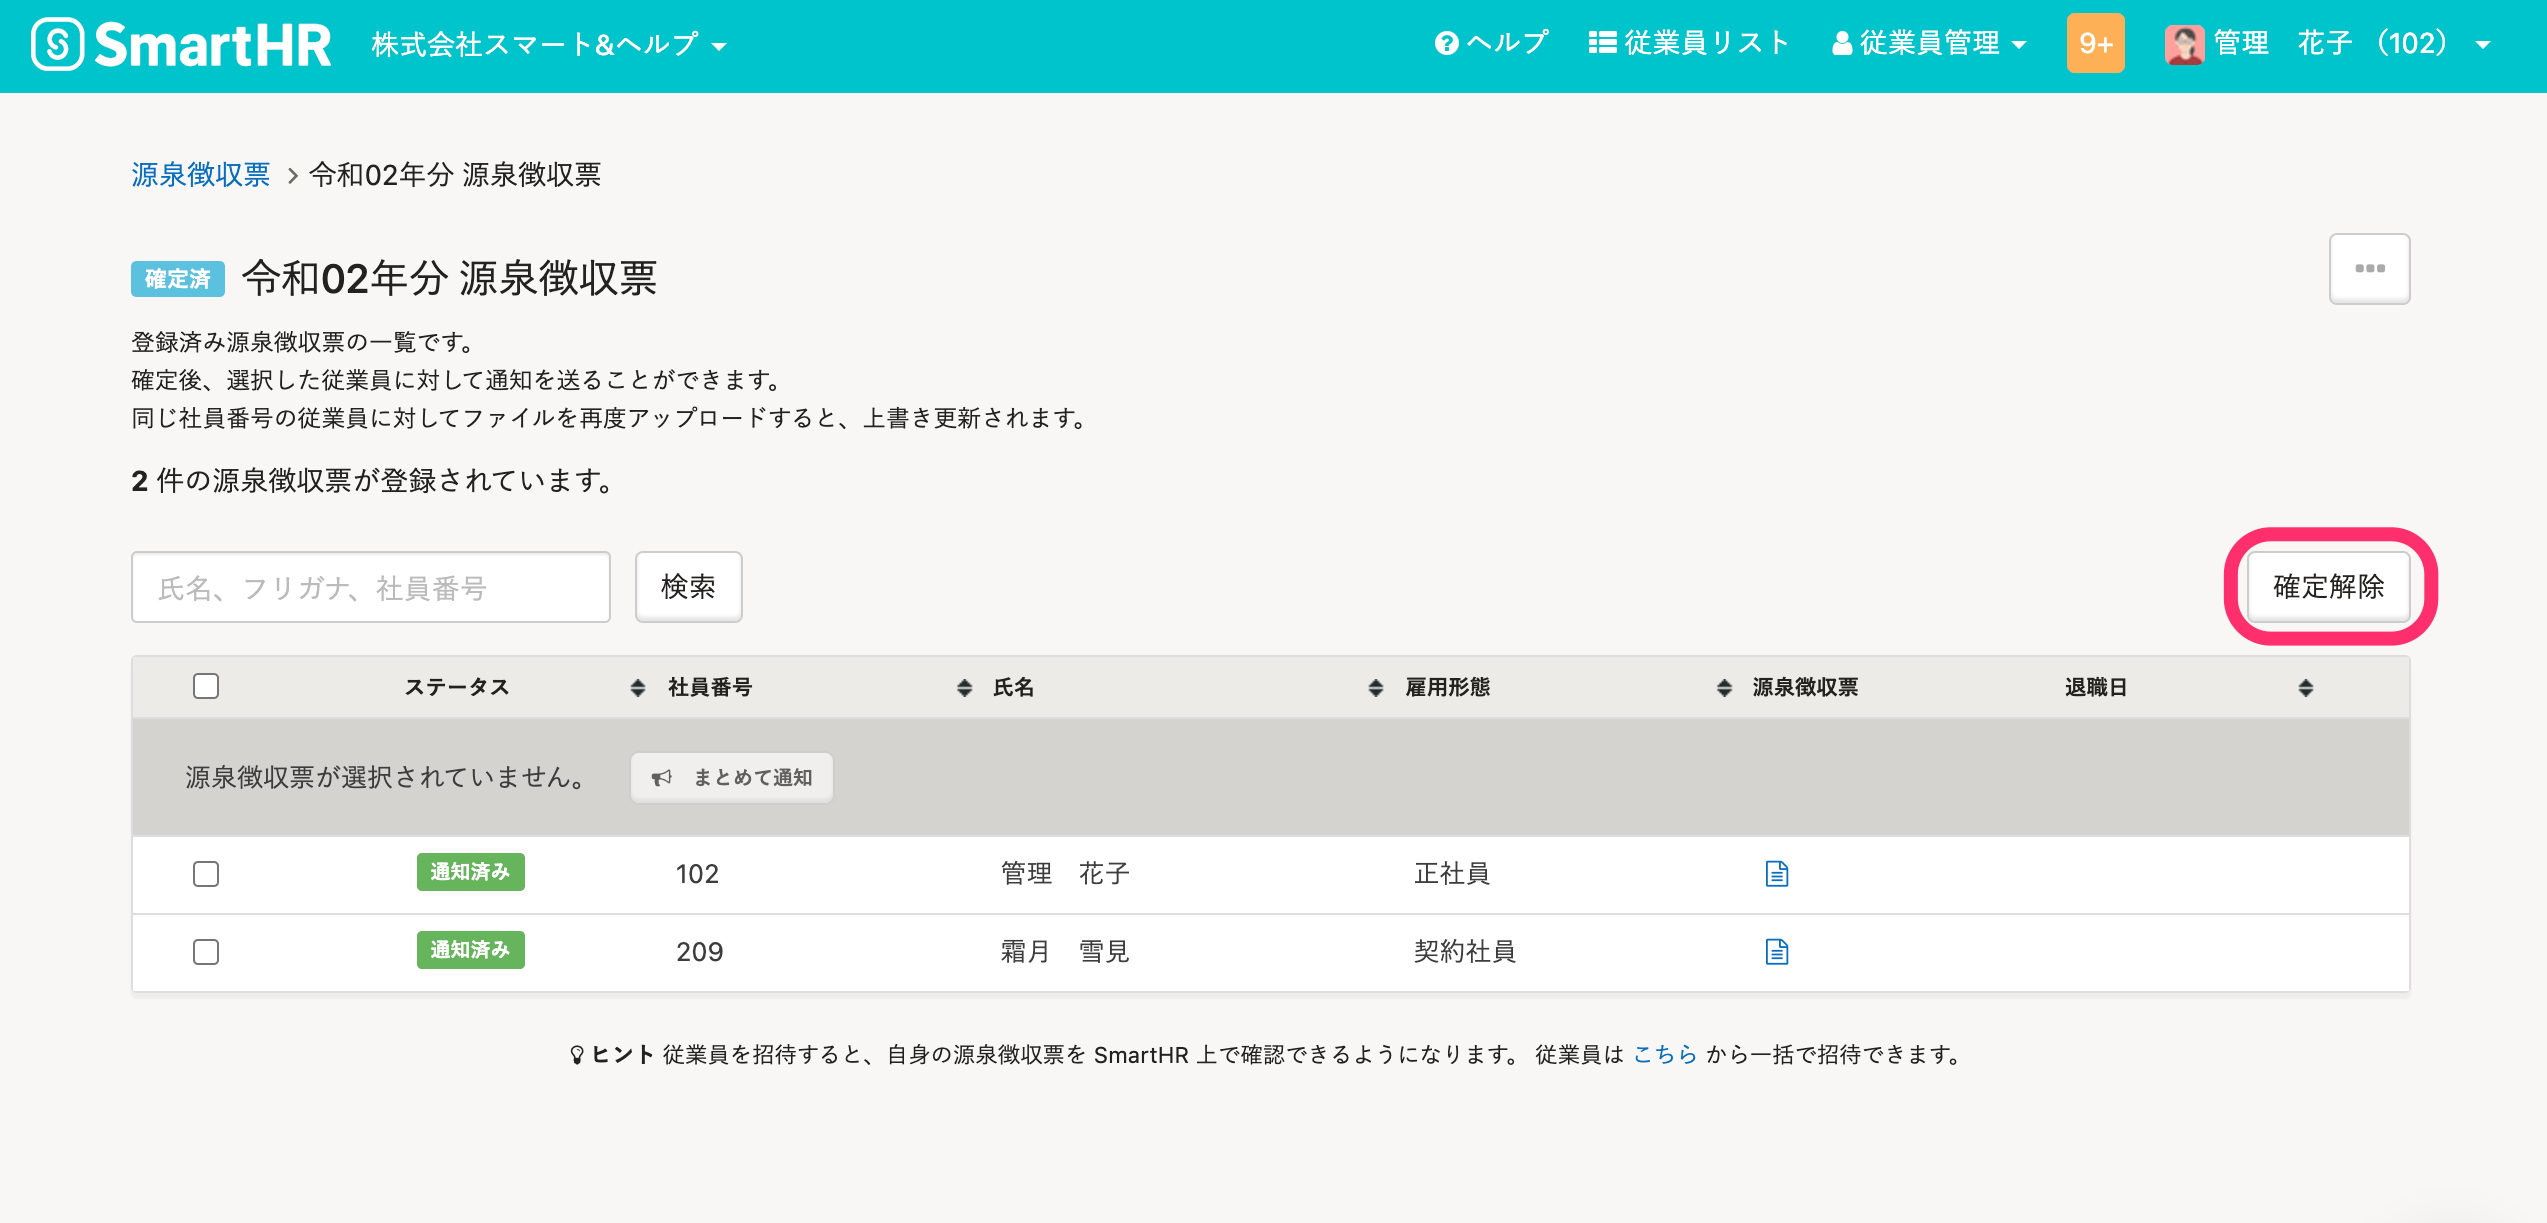 SmartHR 株式会社スマート&ヘルプ ヘルプ 従業員リスト 従業員管理 9+ 管理　花子 （102）
源泉徴収票 > 令和02年分 源泉徴収票
確定済 令和02年分 源泉徴収票
登録済み源泉徴収票の一覧です。
確定後、選択した従業員に対して通知を送ることができます。
同じ社員番号の従業員に対してファイルを再度アップロードすると、上書き更新されます。
2 件の源泉徴収票が登録されています。
氏名、フリガナ、社員番号 検索 確定解除
ステータス 社員番号 氏名 雇用形態 源泉徴収票 退職日
源泉徴収票が選択されていません。 まとめて通知
通知済み 102 管理　花子 正社員
通知済み 209 霜月　雪見 契約社員
ヒント 従業員を招待すると、自身の源泉徴収票を SmartHR 上で確認できるようになります。 従業員は こちら から一括で招待できます。